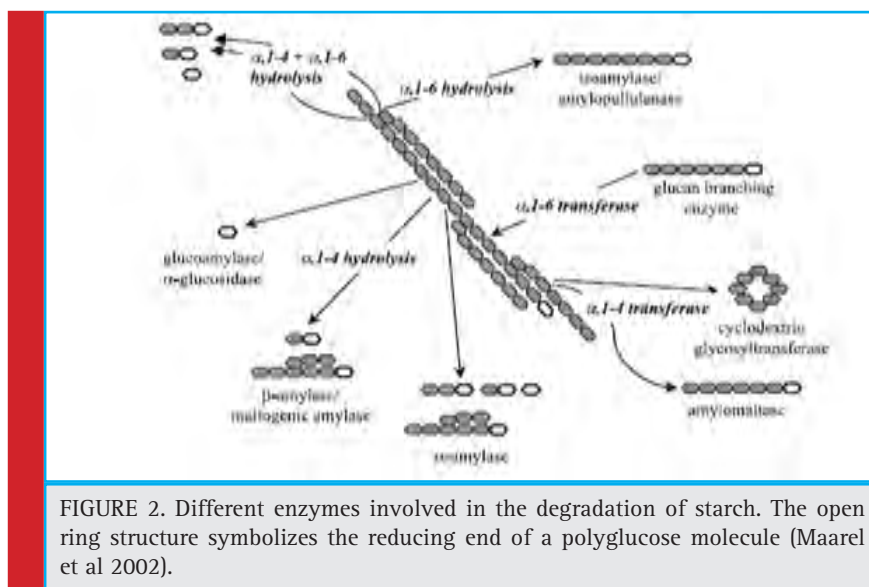 α,1-4 + α,1-6
hydrolysis
α,1-6 hydrolysis
isoamylase/
amylopullulanase
glucan branching
enzyme
α,1-6 transferase
glucoamylase/
α-glucosidase
α,1-4 hydrolysis
α,1-4 transferase
cyclodextrin
glycosyltransferase
β-amylase/
maltogenic amylase
amylomaltase
α-amylase
FIGURE 2. Different enzymes involved in the degradation of starch. The open
ring structure symbolizes the reducing end of a polyglucose molecule (Maarel
et al 2002).